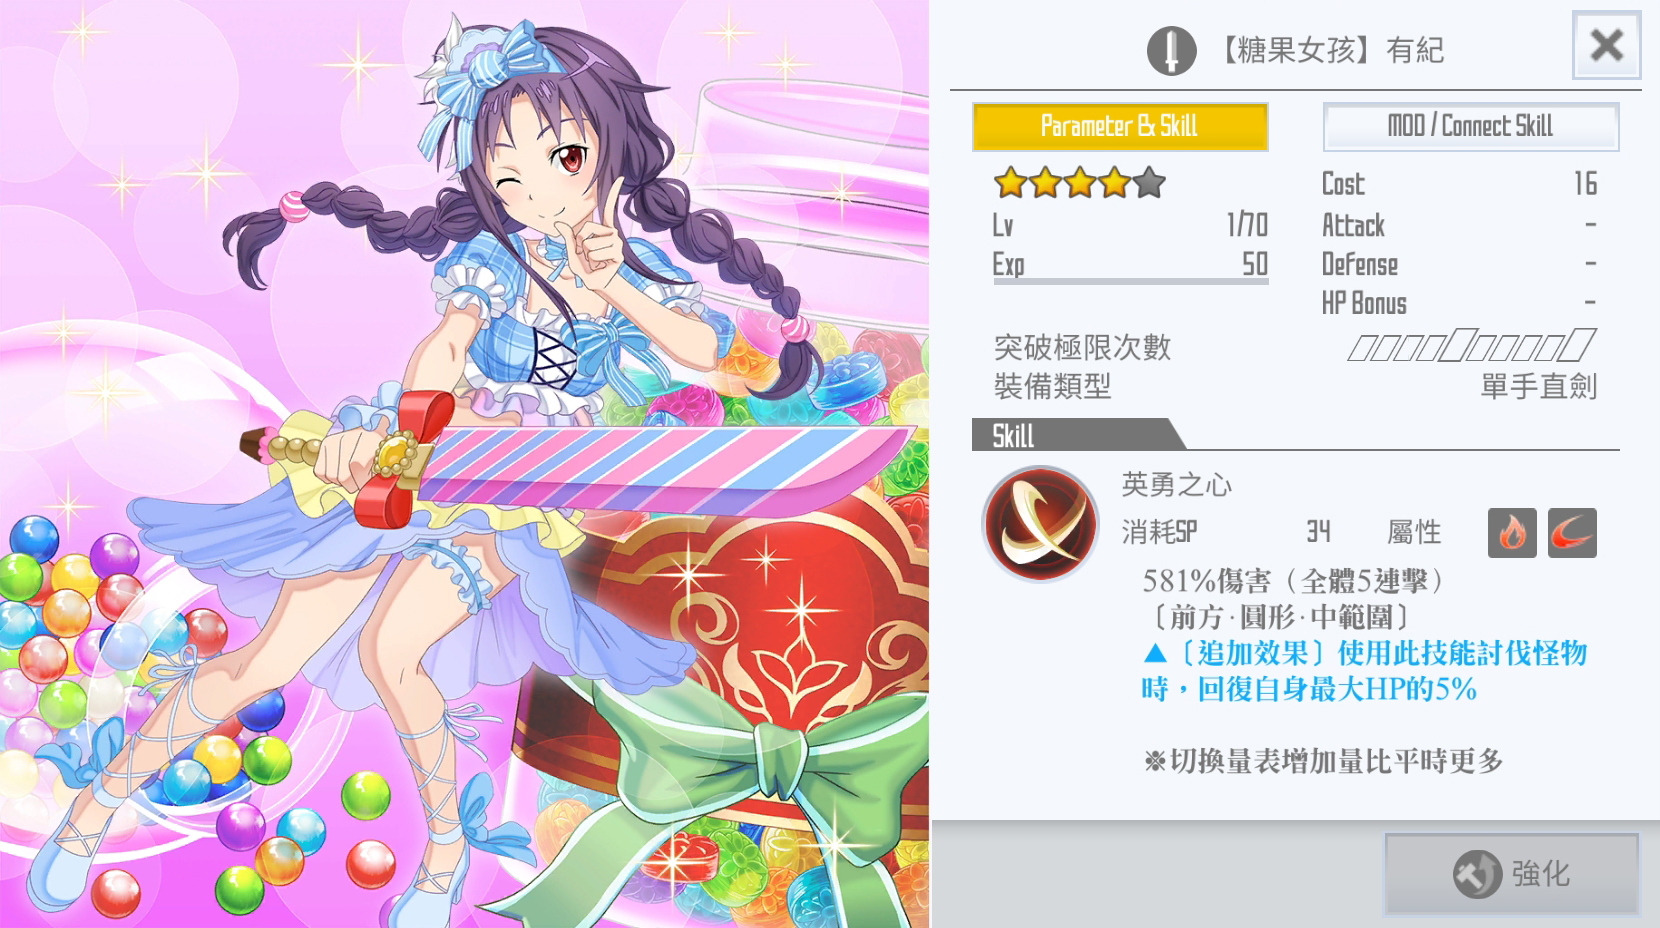 【糖果女孩】有紀
Parameter & Skill
MOD / Connect Skill
Lv 1/70
Exp 50
Cost 16
Attack -
Defense -
HP Bonus -
突破極限次數
裝備類型 單手直劍
Skill
英勇之心
消耗SP 34 屬性
581%傷害（全體5連擊）
〔前方·圓形·中範圍〕
▲〔追加效果〕使用此技能討伐怪物
時，回復自身最大HP的5%
※切換量表增加量比平時更多
強化